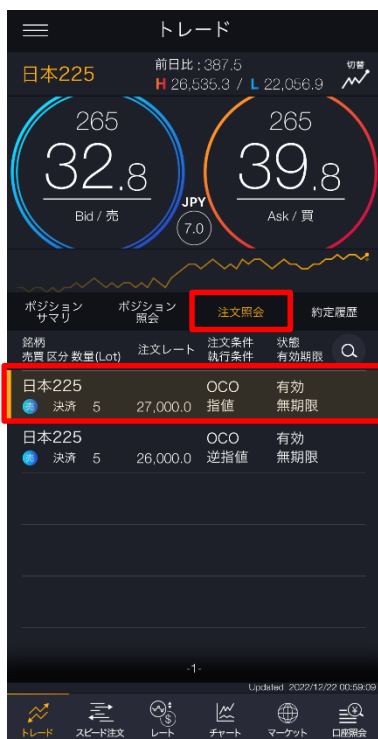 トレード
日本225
前日比:387.5
H 26,535.3 / L 22,056.9
切替
265
32.8
Bid / 売
JPY
7.0
265
39.8
Ask / 買
ポジション
サマリ
ポジション
照会
注文照会
約定履歴
銘柄
売買 区分 数量(Lot)
注文レート
注文条件
執行条件
状態
有効期限
日本225 OCO 有効
売 決済 5 27,000.0 指値 無期限
日本225 OCO 有効
売 決済 5 26,000.0 逆指値 無期限
-1-
Updated 2022/12/22 00:59:09
トレード スピード注文 レート チャート マーケット 口座照会